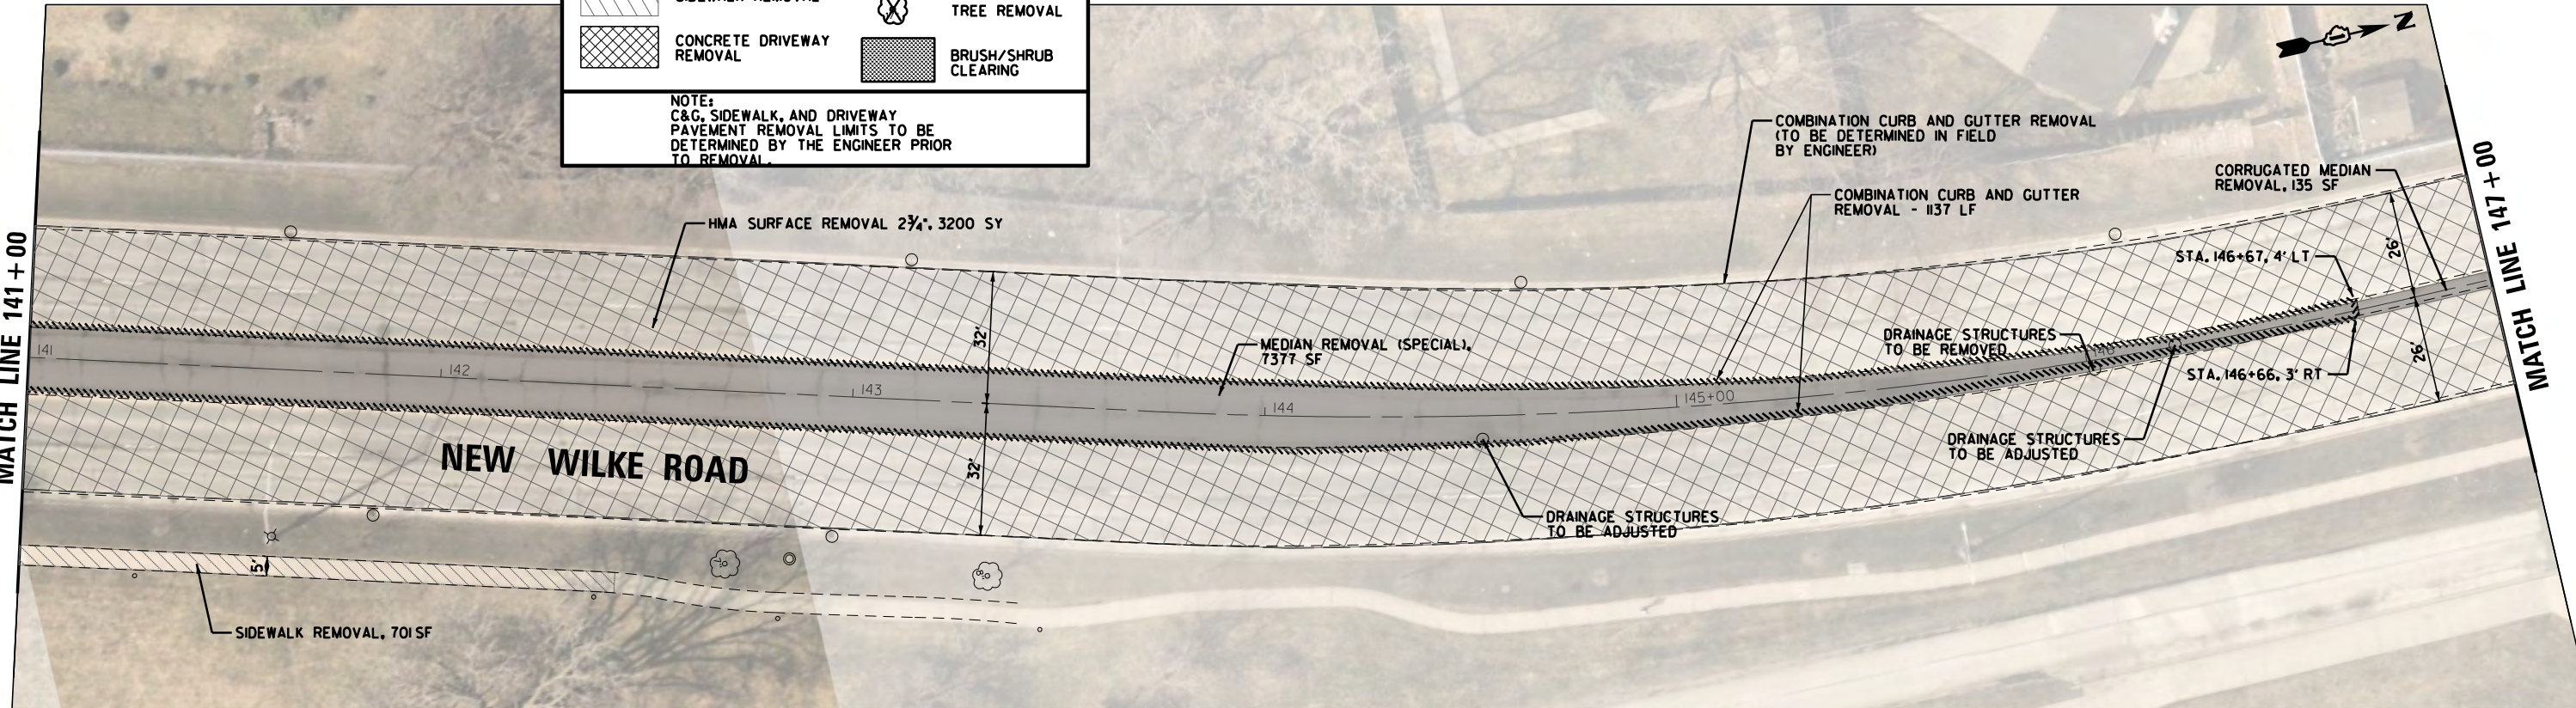 SIDEWALK REMOVAL
TREE REMOVAL
CONCRETE DRIVEWAY
REMOVAL
BRUSH/SHRUB
CLEARING
NOTE:
C&G, SIDEWALK, AND DRIVEWAY
PAVEMENT REMOVAL LIMITS TO BE
DETERMINED BY THE ENGINEER PRIOR
TO REMOVAL.
N
MATCH LINE 141+00
MATCH LINE 147+00
COMBINATION CURB AND GUTTER REMOVAL
(TO BE DETERMINED IN FIELD
BY ENGINEER)
CORRUGATED MEDIAN
REMOVAL, 135 SF
COMBINATION CURB AND GUTTER
REMOVAL - 1137 LF
HMA SURFACE REMOVAL 2¾", 3200 SY
STA. 146+67, 4' LT
26'
32'
MEDIAN REMOVAL (SPECIAL),
7377 SF
DRAINAGE STRUCTURES
TO BE REMOVED
STA. 146+66, 3' RT
26'
141
142
143
144
145+00
146
NEW WILKE ROAD
32'
DRAINAGE STRUCTURES
TO BE ADJUSTED
DRAINAGE STRUCTURES
TO BE ADJUSTED
5'
SIDEWALK REMOVAL, 701 SF